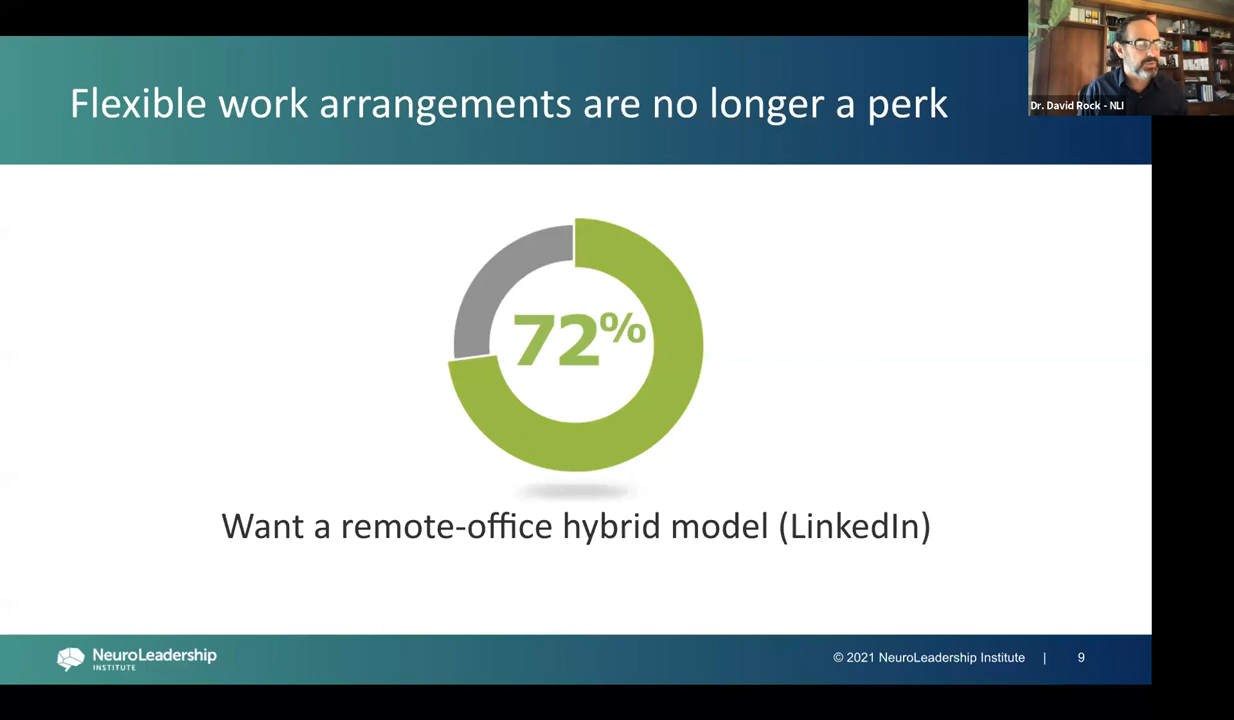 Flexible work arrangements are no longer a perk
Dr. David Rock - NLI
72%
Want a remote-office hybrid model (LinkedIn)
NeuroLeadership
INSTITUTE
© 2021 NeuroLeadership Institute | 9